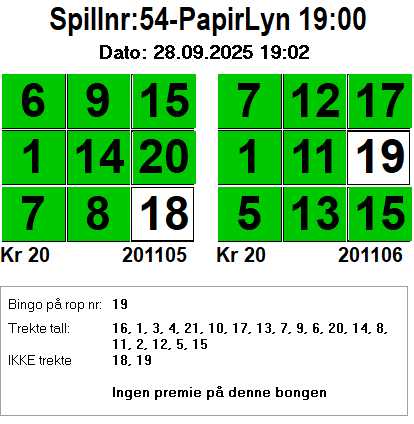 Spillnr:54-PapirLyn 19:00
Dato: 28.09.2025 19:02
6 9 15 7 12 17
1 14 20 1 11 19
7 8 18 5 13 15
Kr 20 201105 Kr 20 201106
Bingo på rop nr: 19
Trekte tall: 16, 1, 3, 4, 21, 10, 17, 13, 7, 9, 6, 20, 14, 8,
11, 2, 12, 5, 15
IKKE trekte 18, 19
Ingen premie på denne bongen